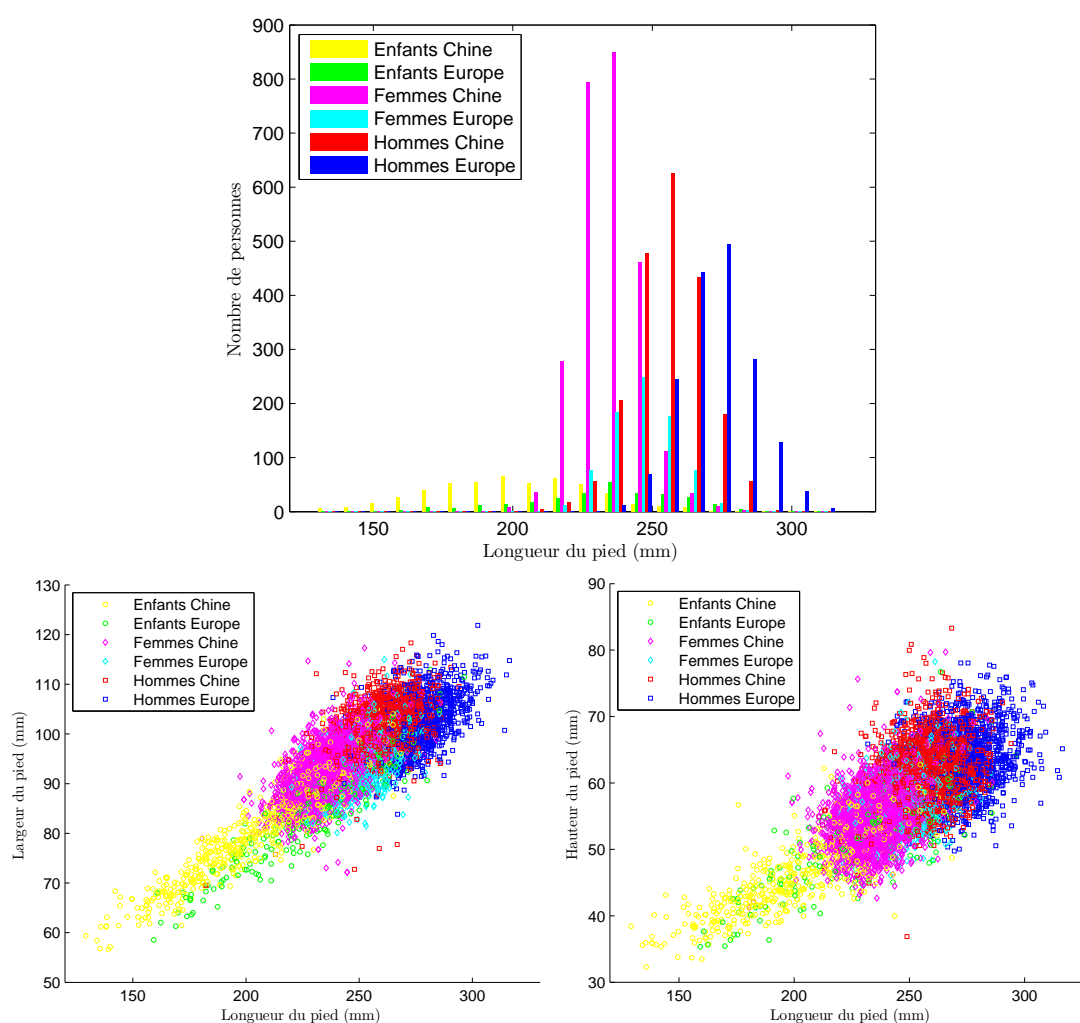 900
800
700
600
500
400
300
200
100
0
Nombre de personnes
Enfants Chine
Enfants Europe
Femmes Chine
Femmes Europe
Hommes Chine
Hommes Europe
150 200 250 300
Longueur du pied (mm)
130
120
110
100
90
80
70
60
50
Largeur du pied (mm)
Enfants Chine
Enfants Europe
Femmes Chine
Femmes Europe
Hommes Chine
Hommes Europe
150 200 250 300
Longueur du pied (mm)
90
80
70
60
50
40
30
Hauteur du pied (mm)
Enfants Chine
Enfants Europe
Femmes Chine
Femmes Europe
Hommes Chine
Hommes Europe
150 200 250 300
Longueur du pied (mm)